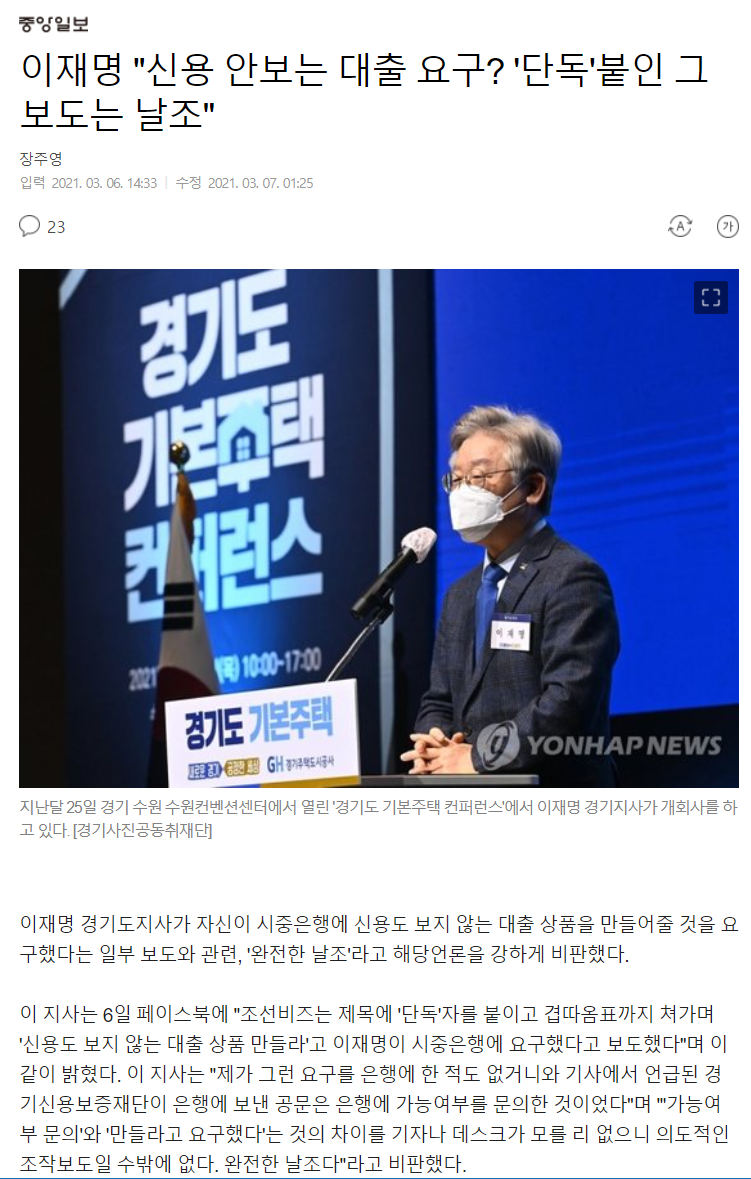 중앙일보
이재명 "신용 안보는 대출 요구? '단독'붙인 그
보도는 날조"
장주영
입력 2021. 03. 06. 14:33 | 수정 2021. 03. 07. 01:25
23
A
가
경기도
기본주택
컨퍼런스
2021
(목) 10:00-17:00
이재명
경기도 기본주택
새로운 경기 공정한 세상 GH 경기주택도시공사
YONHAP NEWS
지난달 25일 경기 수원 수원컨벤션센터에서 열린 '경기도 기본주택 컨퍼런스'에서 이재명 경기지사가 개회사를 하
고 있다. [경기사진공동취재단]
이재명 경기도지사가 자신이 시중은행에 신용도 보지 않는 대출 상품을 만들어줄 것을 요
구했다는 일부 보도와 관련, '완전한 날조'라고 해당언론을 강하게 비판했다.
이 지사는 6일 페이스북에 "조선비즈는 제목에 '단독'자를 붙이고 겹따옴표까지 쳐가며
'신용도 보지 않는 대출 상품 만들라'고 이재명이 시중은행에 요구했다고 보도했다"며 이
같이 밝혔다. 이 지사는 "제가 그런 요구를 은행에 한 적도 없거니와 기사에서 언급된 경
기신용보증재단이 은행에 보낸 공문은 은행에 가능여부를 문의한 것이었다"며 "'가능여
부 문의'와 '만들라고 요구했다'는 것의 차이를 기자나 데스크가 모를 리 없으니 의도적인
조작보도일 수밖에 없다. 완전한 날조다"라고 비판했다.